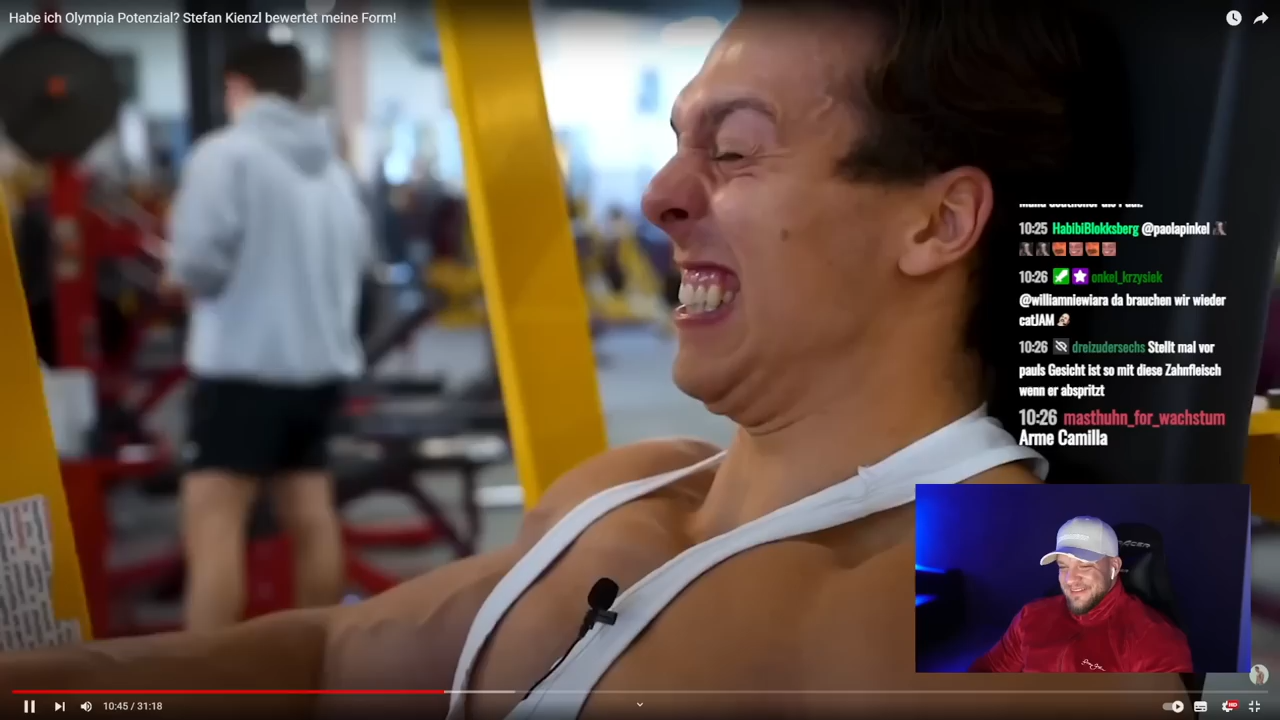 Habe ich Olympia Potenzial? Stefan Kienzl bewertet meine Form!
10:25 HabibiBlokksberg @paolapinkel
10:26 onkel_krzysiek
@williamniewiara da brauchen wir wieder
catJAM
10:26 dreizudersechs Stellt mal vor
pauls Gesicht ist so mit diese Zahnfleisch
wenn er abspritzt
10:26 masthuhn_for_wachstum
Arme Camilla
10:45 / 31:18
HD